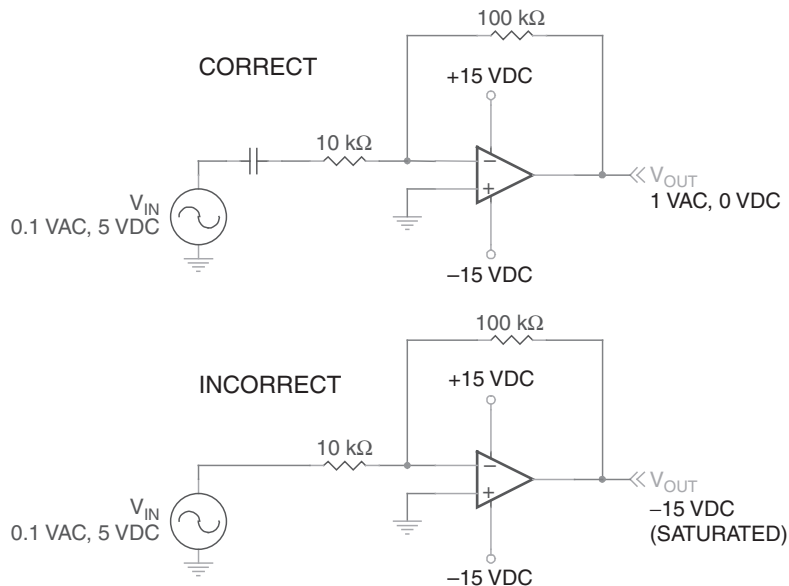 100 kΩ
CORRECT
+15 VDC
10 kΩ
−
+
V_IN
0.1 VAC, 5 VDC
V_OUT
1 VAC, 0 VDC
–15 VDC
100 kΩ
INCORRECT
+15 VDC
10 kΩ
−
+
V_IN
0.1 VAC, 5 VDC
V_OUT
–15 VDC
(SATURATED)
–15 VDC